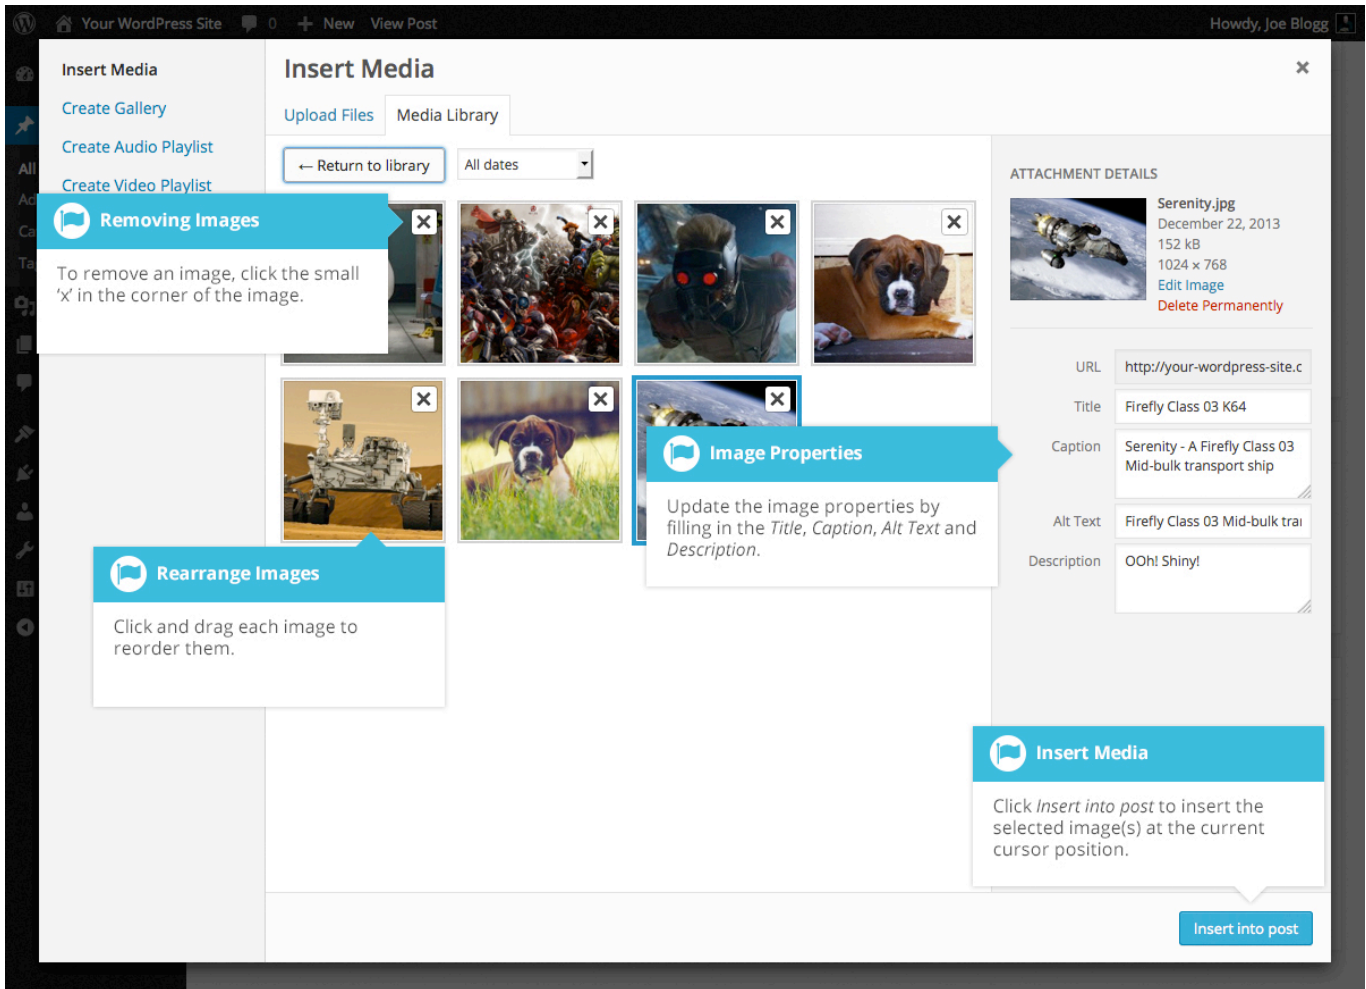 Your WordPress Site 0 New View Post Howdy, Joe Blogg
Insert Media
Create Gallery
Create Audio Playlist
Create Video Playlist
Insert Media
×
Upload Files Media Library
← Return to library All dates
All
Ad
Ca
Ta
Removing Images
To remove an image, click the small
‘x’ in the corner of the image.
Rearrange Images
Click and drag each image to
reorder them.
Image Properties
Update the image properties by
filling in the Title, Caption, Alt Text and
Description.
ATTACHMENT DETAILS
Serenity.jpg
December 22, 2013
152 kB
1024 × 768
Edit Image
Delete Permanently
URL http://your-wordpress-site.c
Title Firefly Class 03 K64
Caption Serenity - A Firefly Class 03
Mid-bulk transport ship
Alt Text Firefly Class 03 Mid-bulk tra
Description OOh! Shiny!
Insert Media
Click Insert into post to insert the
selected image(s) at the current
cursor position.
Insert into post